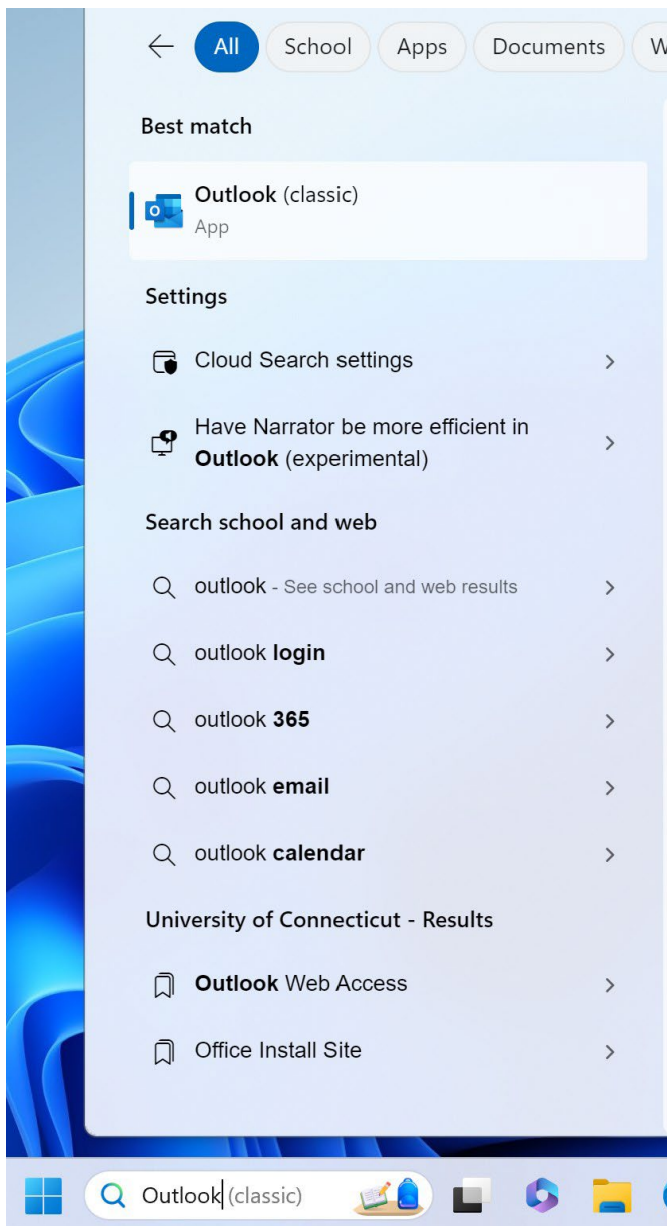 All School Apps Documents W
Best match
Outlook (classic)
App
Settings
Cloud Search settings
Have Narrator be more efficient in
Outlook (experimental)
Search school and web
outlook - See school and web results
outlook login
outlook 365
outlook email
outlook calendar
University of Connecticut - Results
Outlook Web Access
Office Install Site
Outlook (classic)